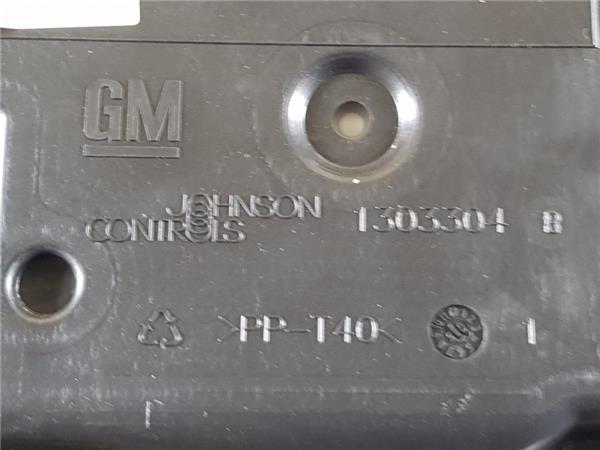 GM
JOHNSON
CONTROLS 1303304 B
>PP-T40< 1